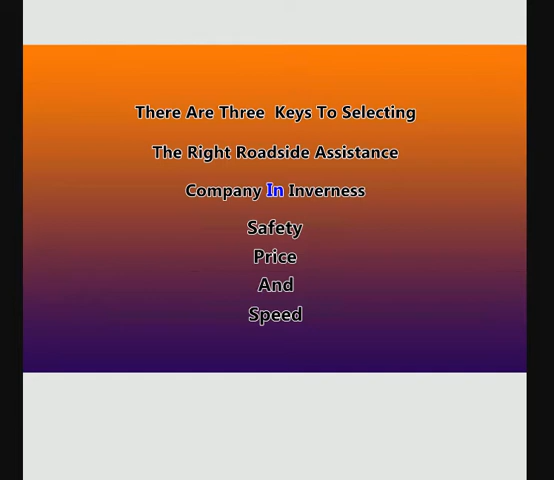 There Are Three  Keys To Selecting
The Right Roadside Assistance
Company In Inverness
Safety
Price
And
Speed